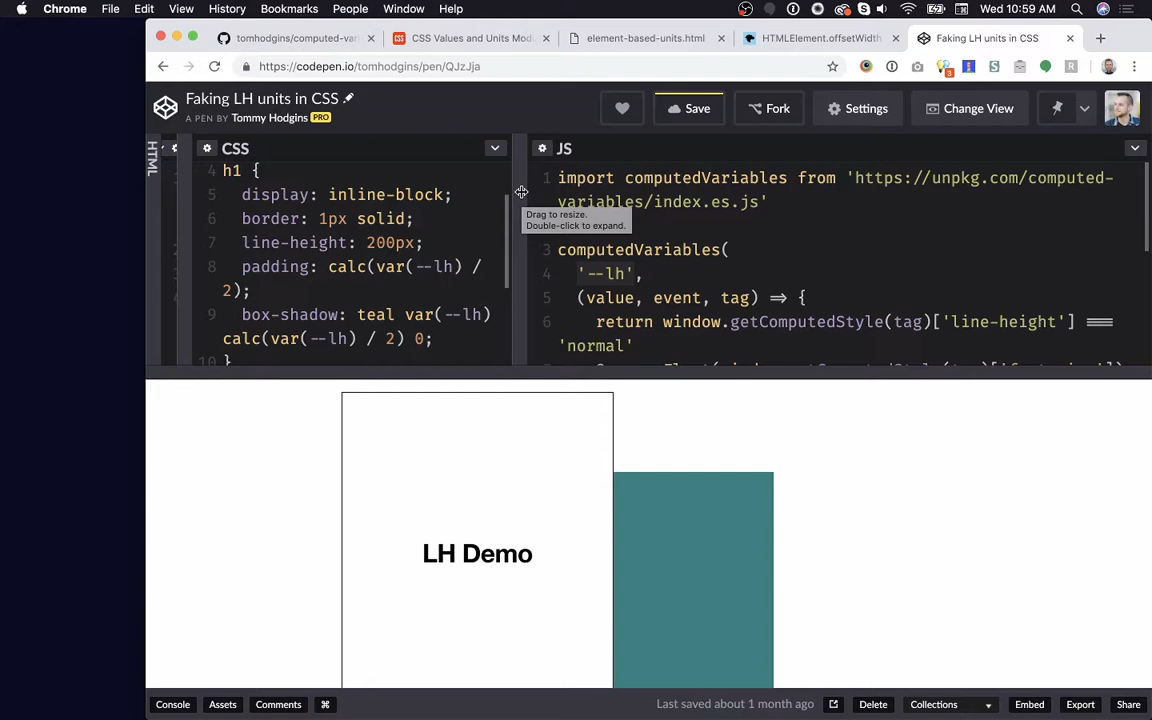 Chrome File Edit View History Bookmarks People Window Help Wed 10:59 AM
tomhodgins/computed-var × CSS Values and Units Mod × element-based-units.html × HTMLElement.offsetWidth × Faking LH units in CSS × +
https://codepen.io/tomhodgins/pen/QJzJja
Faking LH units in CSS
A PEN BY Tommy Hodgins PRO
Save Fork Settings Change View
HTML
CSS
4 h1 {
5 display: inline-block;
6 border: 1px solid;
7 line-height: 200px;
8 padding: calc(var(--lh) /
2);
9 box-shadow: teal var(--lh)
calc(var(--lh) / 2) 0;
10 }
JS
1 import computedVariables from 'https://unpkg.com/computed-
variables/index.es.js'
Drag to resize.
Double-click to expand.
3 computedVariables(
4 '--lh',
5 (value, event, tag) => {
6 return window.getComputedStyle(tag)['line-height'] ===
'normal'
LH Demo
Console Assets Comments ⌘ Last saved about 1 month ago Delete Collections Embed Export Share